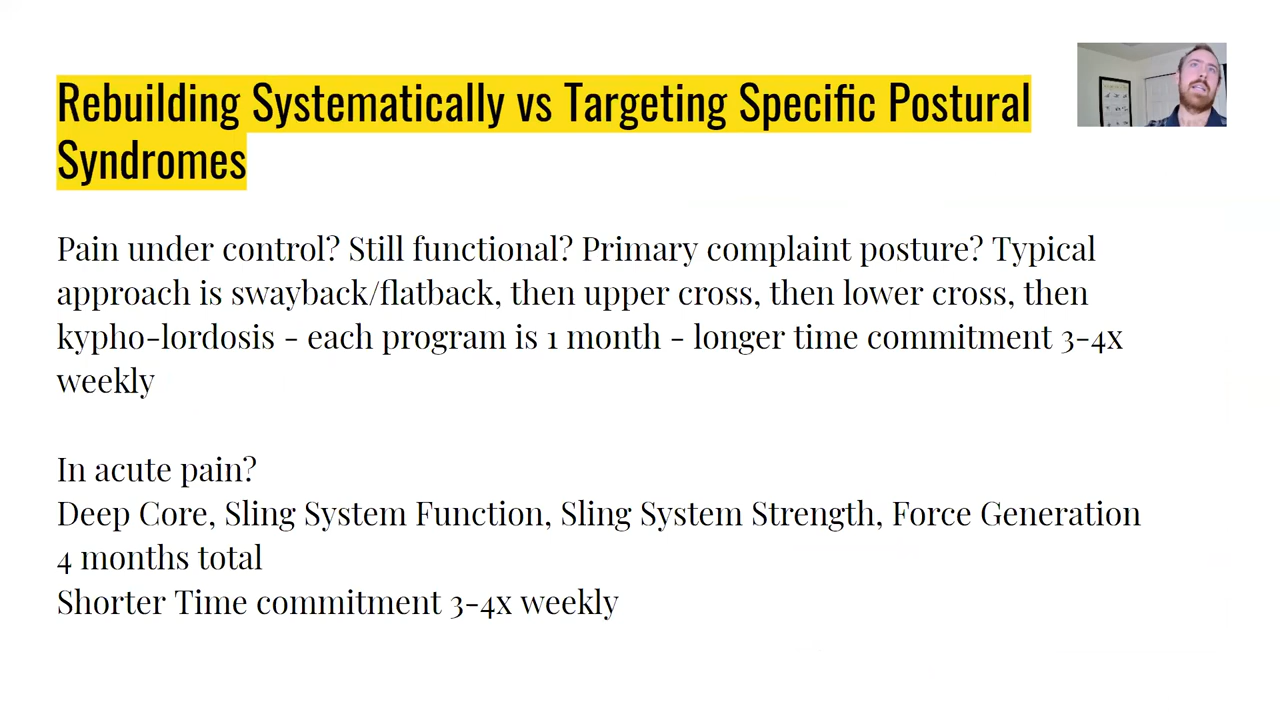 Rebuilding Systematically vs Targeting Specific Postural
Syndromes
Pain under control? Still functional? Primary complaint posture? Typical
approach is swayback/flatback, then upper cross, then lower cross, then
kypho-lordosis - each program is 1 month - longer time commitment 3-4x
weekly
In acute pain?
Deep Core, Sling System Function, Sling System Strength, Force Generation
4 months total
Shorter Time commitment 3-4x weekly